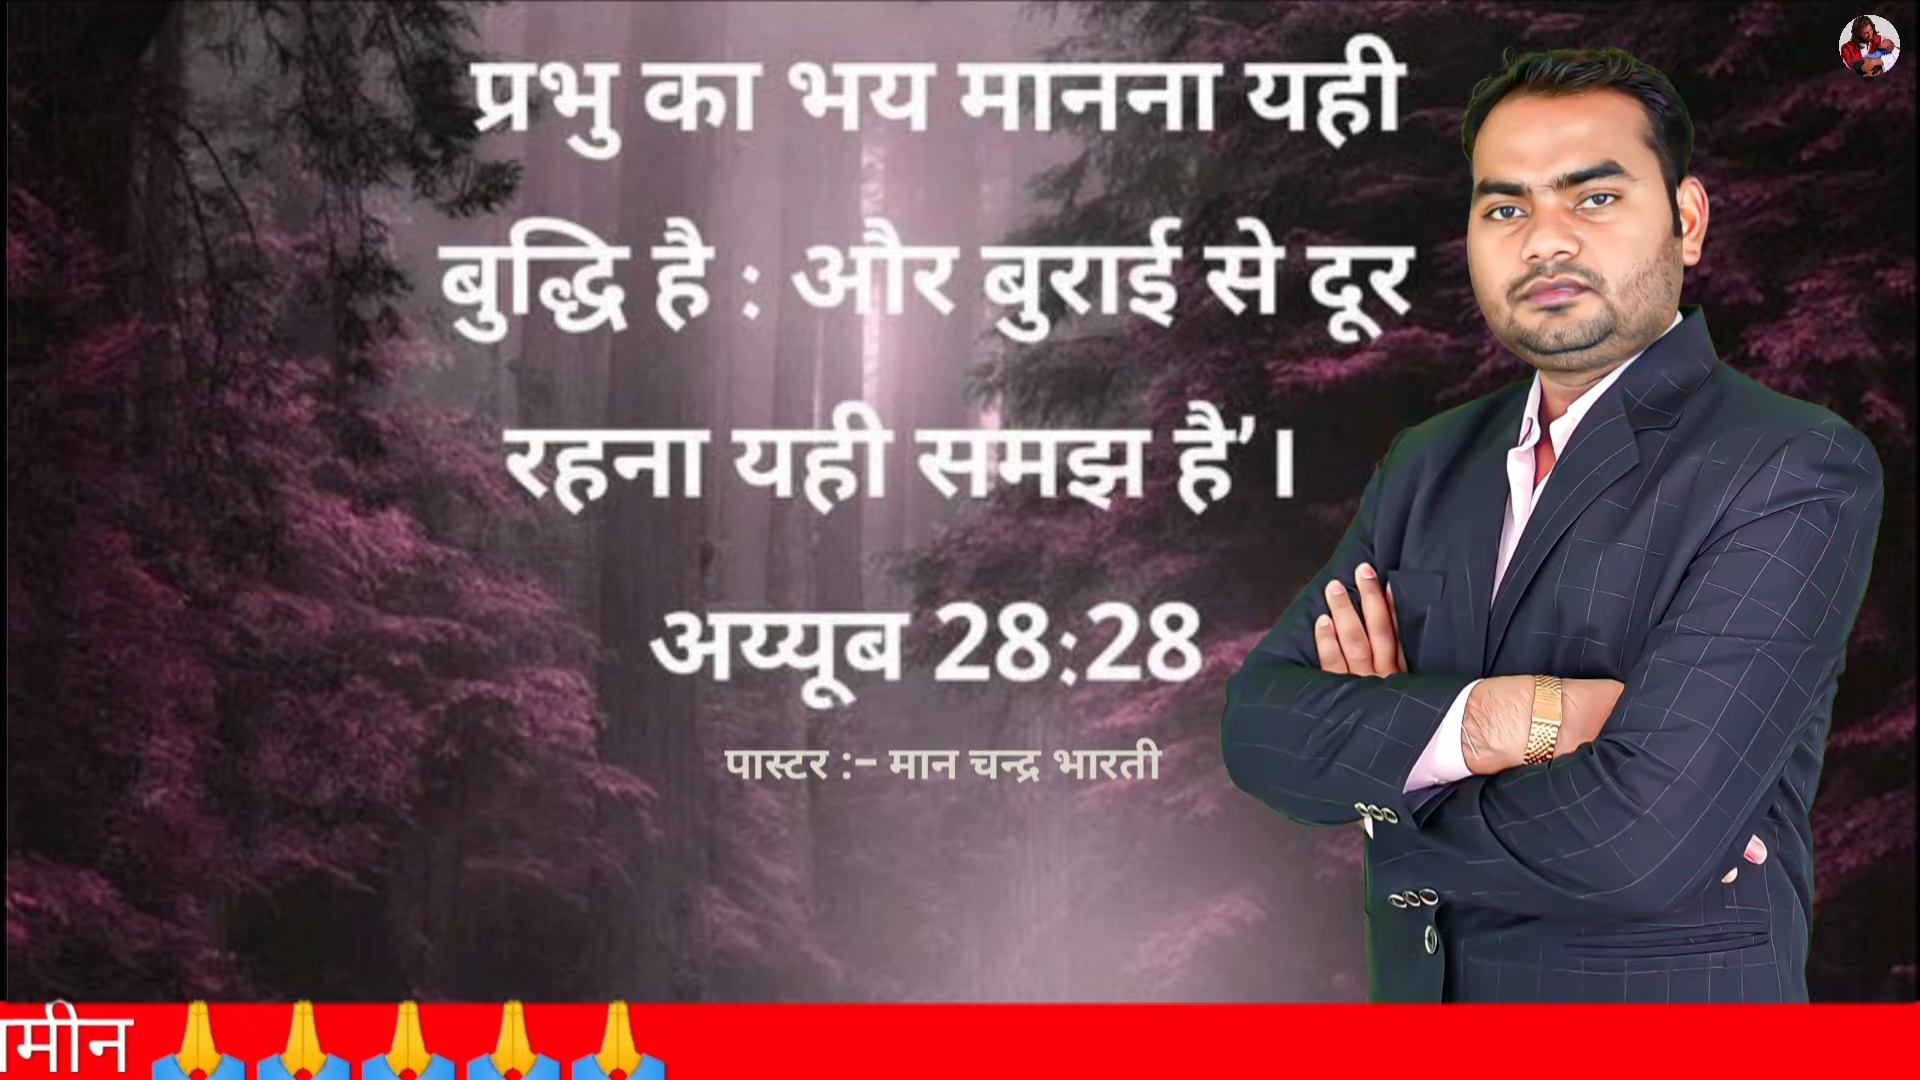 प्रभु का भय मानना यही
बुद्धि है : और बुराई से दूर
रहना यही समझ है’।
अय्यूब 28:28
पास्टर :- मान चन्द्र भारती
मीन 🙏🙏🙏🙏🙏